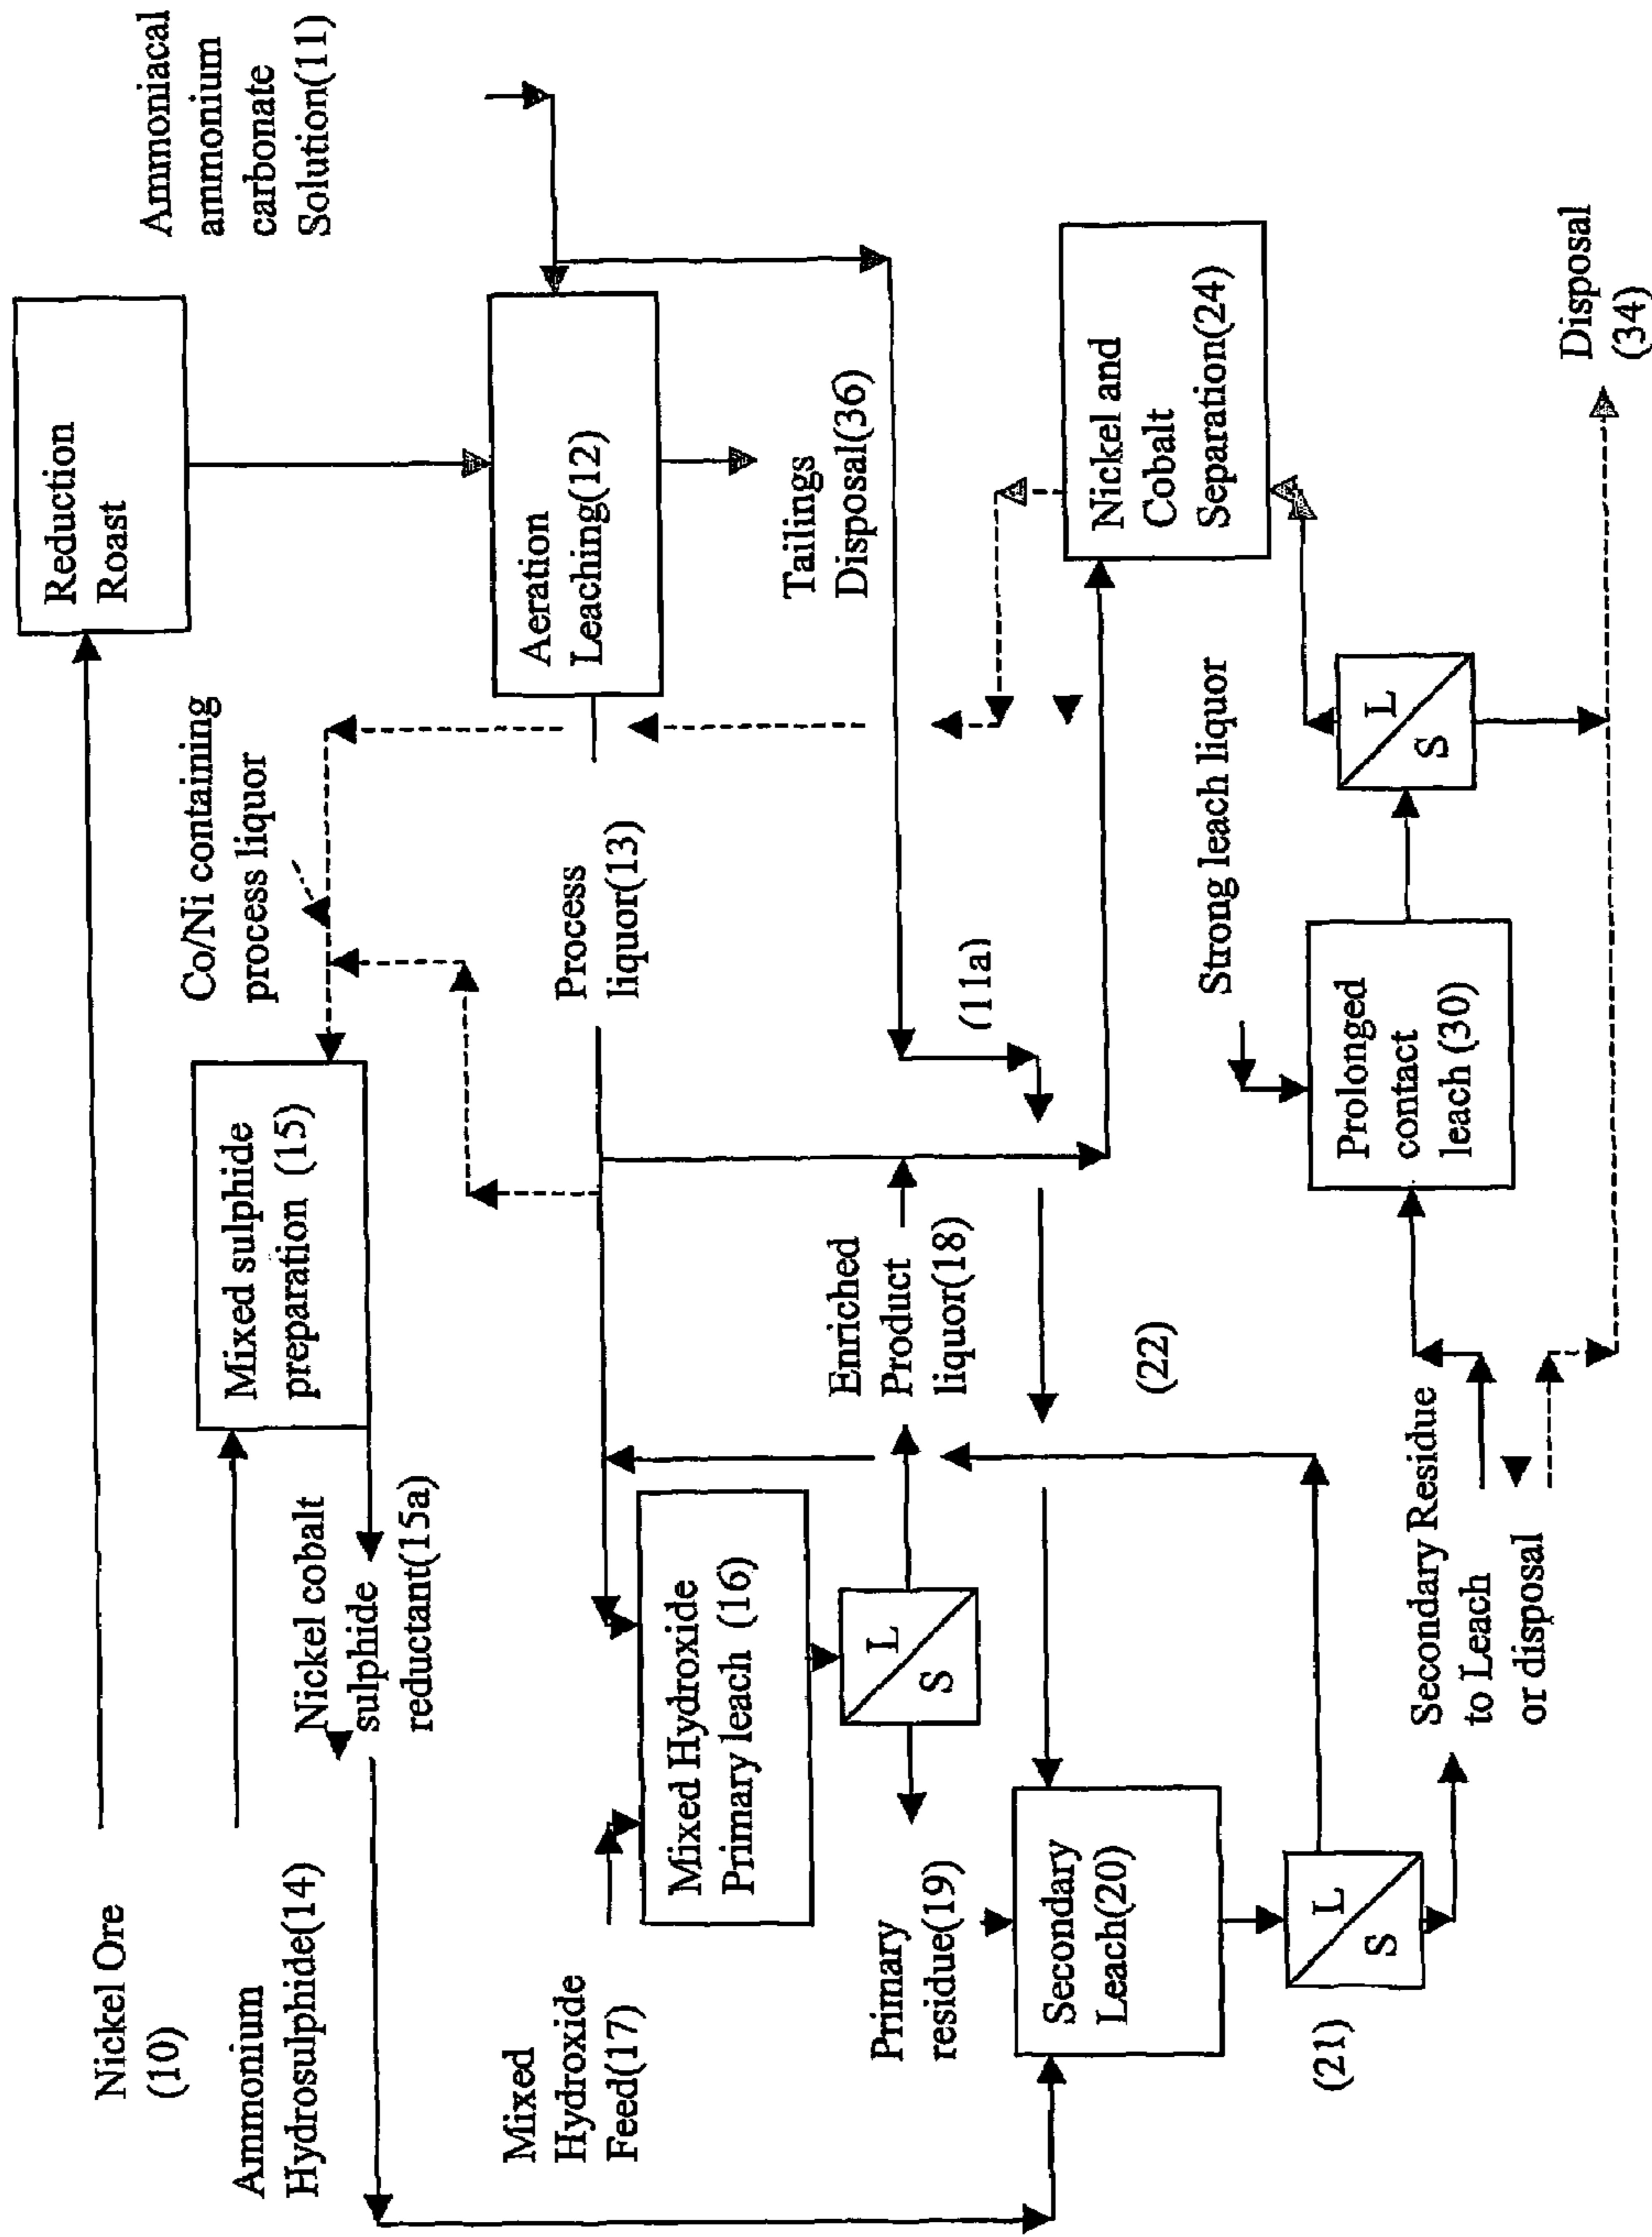 Nickel Ore
(10)
Reduction
Roast
Ammoniacal
ammonium
carbonate
Solution(11)
Ammonium
Hydrosulphide(14)
Mixed sulphide
preparation (15)
Co/Ni containing
process liquor
Nickel cobalt
sulphide
reductant(15a)
Aeration
Leaching(12)
Process
liquor(13)
Tailings
Disposal(36)
Mixed
Hydroxide
Feed(17)
Mixed Hydroxide
Primary leach (16)
L
S
Enriched
Product
liquor(18)
(11a)
Primary
residue(19)
Secondary
Leach(20)
(22)
Nickel and
Cobalt
Separation(24)
L
S
(21)
Strong leach liquor
Prolonged
contact
leach (30)
L
S
Secondary Residue
to Leach
or disposal
Disposal
(34)